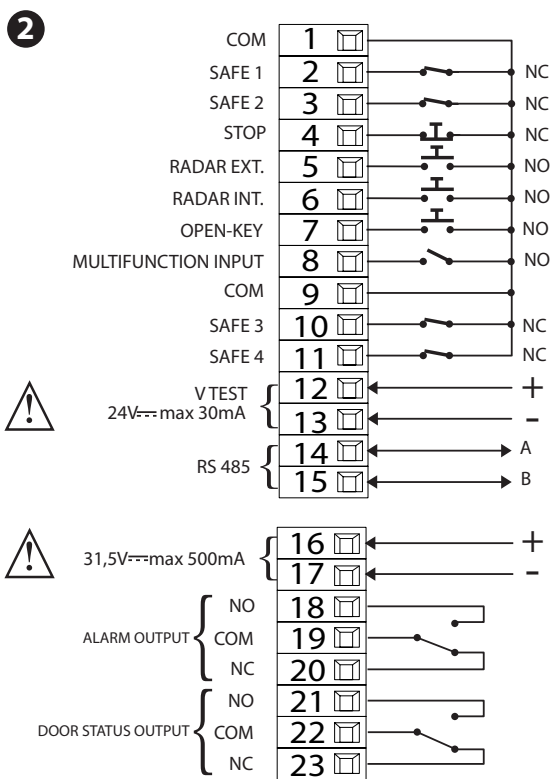 2
COM 1
SAFE 1 2 NC
SAFE 2 3 NC
STOP 4 NC
RADAR EXT. 5 NO
RADAR INT. 6 NO
OPEN-KEY 7 NO
MULTIFUNCTION INPUT 8 NO
COM 9
SAFE 3 10 NC
SAFE 4 11 NC
V TEST 12 +
24V⎓max 30mA 13 -
RS 485 14 A
15 B
16 +
31,5V⎓max 500mA 17 -
NO 18
ALARM OUTPUT COM 19
NC 20
NO 21
DOOR STATUS OUTPUT COM 22
NC 23